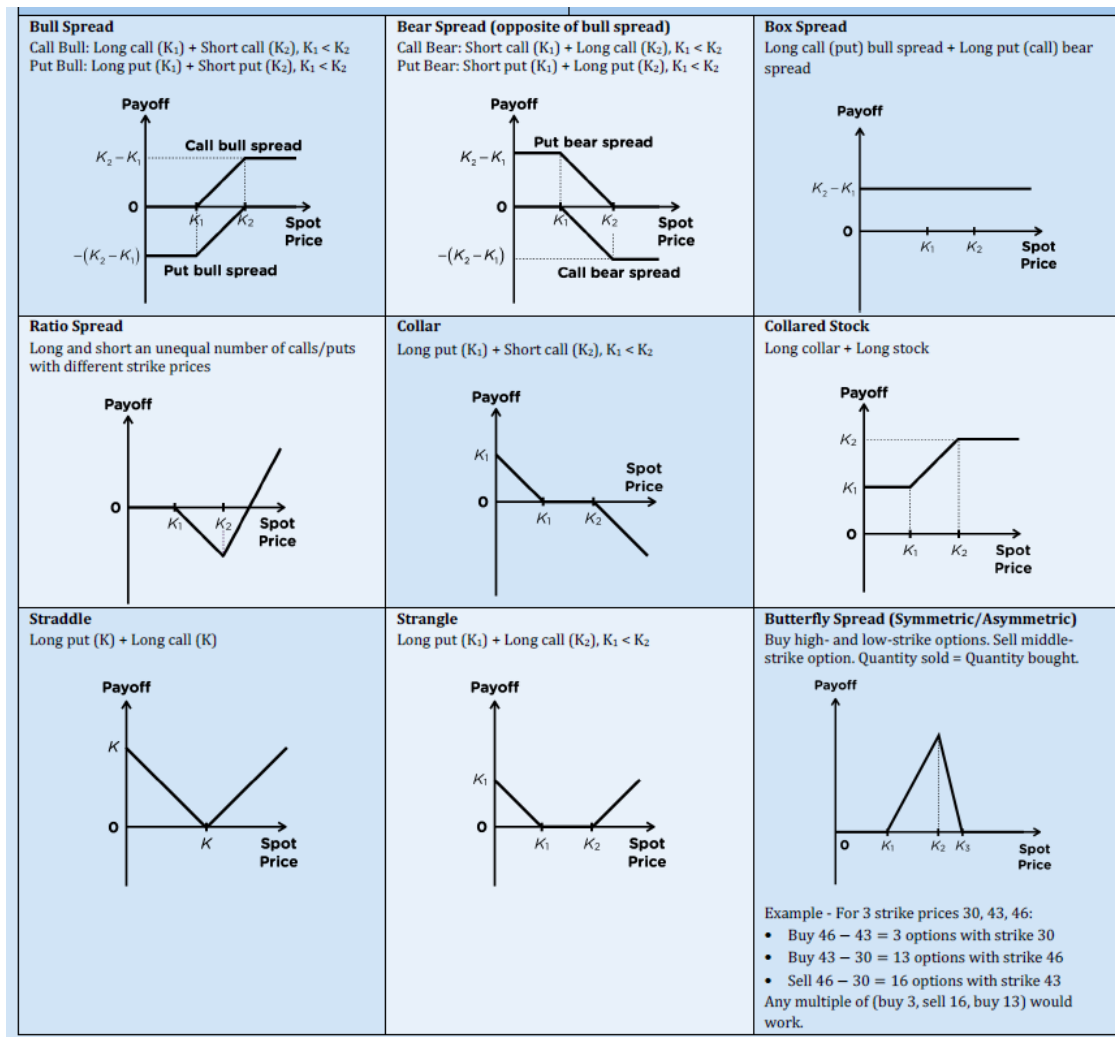 Bull Spread
Call Bull: Long call (K₁) + Short call (K₂), K₁ < K₂
Put Bull: Long put (K₁) + Short put (K₂), K₁ < K₂
Payoff
Call bull spread
K₂ – K₁
0
K₁
K₂
Spot
Price
–(K₂ – K₁)
Put bull spread
Bear Spread (opposite of bull spread)
Call Bear: Short call (K₁) + Long call (K₂), K₁ < K₂
Put Bear: Short put (K₁) + Long put (K₂), K₁ < K₂
Payoff
Put bear spread
K₂ – K₁
0
K₁
K₂
Spot
Price
–(K₂ – K₁)
Call bear spread
Box Spread
Long call (put) bull spread + Long put (call) bear
spread
Payoff
K₂ – K₁
0
K₁
K₂
Spot
Price
Ratio Spread
Long and short an unequal number of calls/puts
with different strike prices
Payoff
0
K₁
K₂
Spot
Price
Collar
Long put (K₁) + Short call (K₂), K₁ < K₂
Payoff
K₁
Spot
Price
0
K₁
K₂
Collared Stock
Long collar + Long stock
Payoff
K₂
K₁
0
K₁
K₂
Spot
Price
Straddle
Long put (K) + Long call (K)
Payoff
K
0
K
Spot
Price
Strangle
Long put (K₁) + Long call (K₂), K₁ < K₂
Payoff
K₁
0
K₁
K₂
Spot
Price
Butterfly Spread (Symmetric/Asymmetric)
Buy high- and low-strike options. Sell middle-
strike option. Quantity sold = Quantity bought.
Payoff
0
K₁
K₂
K₃
Spot
Price
Example - For 3 strike prices 30, 43, 46:
• Buy 46 − 43 = 3 options with strike 30
• Buy 43 − 30 = 13 options with strike 46
• Sell 46 − 30 = 16 options with strike 43
Any multiple of (buy 3, sell 16, buy 13) would
work.